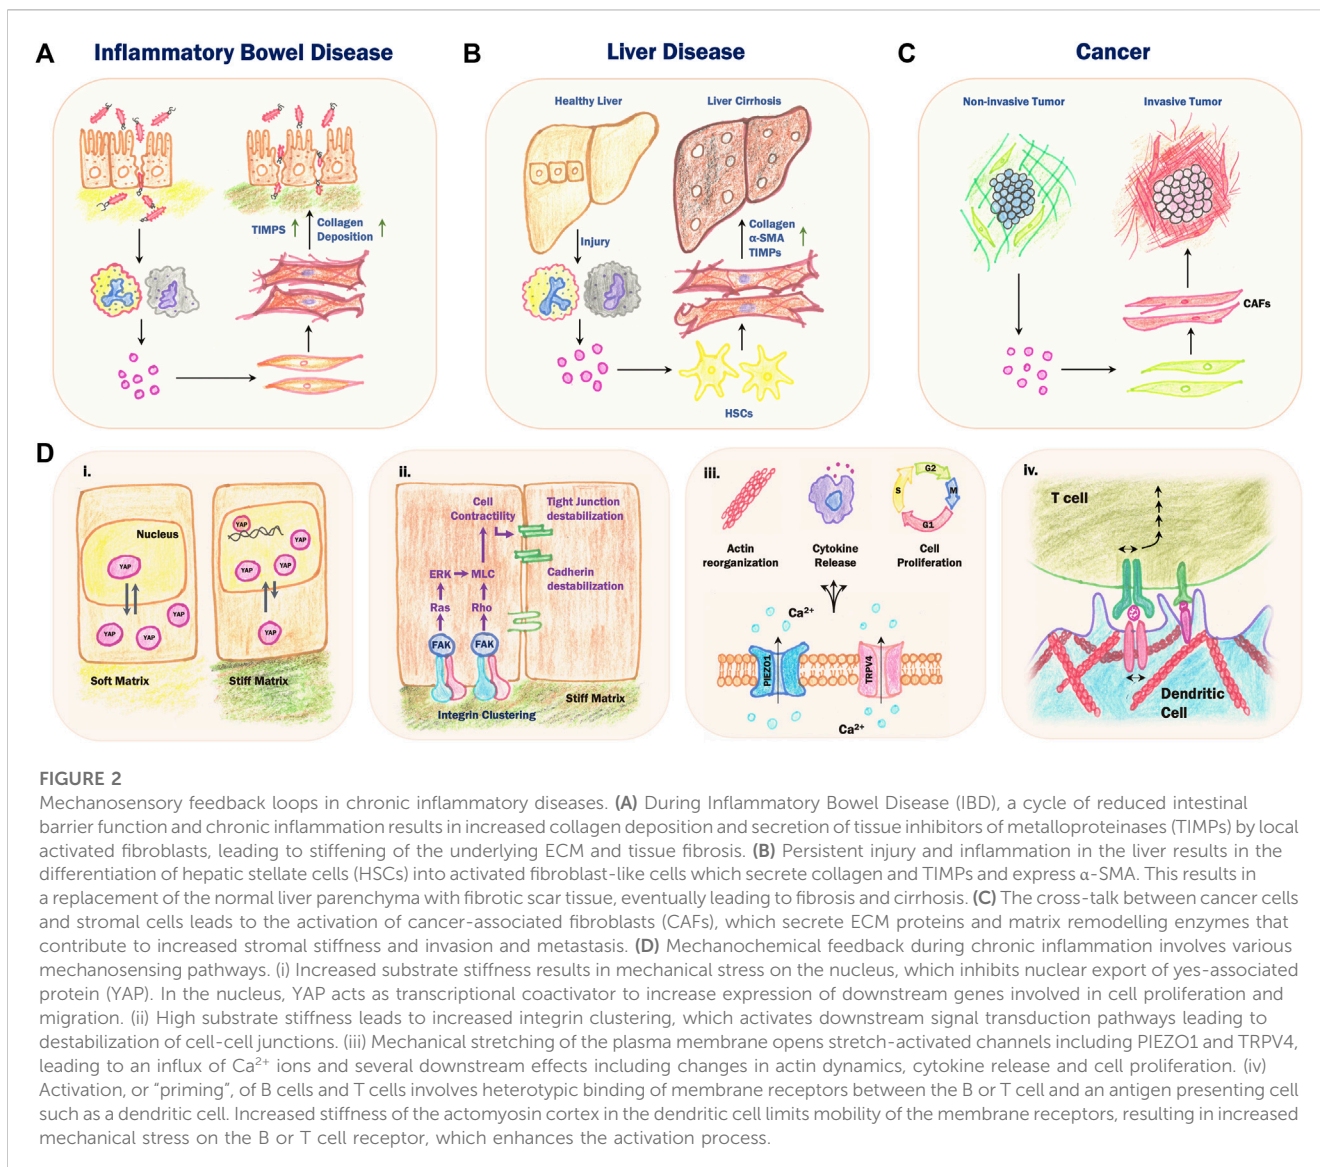 A
Inflammatory Bowel Disease
TIMPS
Collagen
Deposition
B
Liver Disease
Healthy Liver
Liver Cirrhosis
Injury
Collagen
α-SMA
TIMPs
HSCs
C
Cancer
Non-invasive Tumor
Invasive Tumor
CAFs
D
i.
Nucleus
YAP
YAP
YAP
YAP
Soft Matrix
YAP
YAP
YAP
YAP
YAP
Stiff Matrix
ii.
Cell
Contractility
Tight Junction
destabilization
ERK
MLC
Cadherin
destabilization
Ras
Rho
FAK
FAK
Integrin Clustering
Stiff Matrix
iii.
S
G2
M
G1
Actin
reorganization
Cytokine
Release
Cell
Proliferation
Ca²⁺
PIEZO1
TRPV4
Ca²⁺
iv.
T cell
Dendritic
Cell
FIGURE 2
Mechanosensory feedback loops in chronic inflammatory diseases. (A) During Inflammatory Bowel Disease (IBD), a cycle of reduced intestinal
barrier function and chronic inflammation results in increased collagen deposition and secretion of tissue inhibitors of metalloproteinases (TIMPs) by local
activated fibroblasts, leading to stiffening of the underlying ECM and tissue fibrosis. (B) Persistent injury and inflammation in the liver results in the
differentiation of hepatic stellate cells (HSCs) into activated fibroblast-like cells which secrete collagen and TIMPs and express α-SMA. This results in
a replacement of the normal liver parenchyma with fibrotic scar tissue, eventually leading to fibrosis and cirrhosis. (C) The cross-talk between cancer cells
and stromal cells leads to the activation of cancer-associated fibroblasts (CAFs), which secrete ECM proteins and matrix remodelling enzymes that
contribute to increased stromal stiffness and invasion and metastasis. (D) Mechanochemical feedback during chronic inflammation involves various
mechanosensing pathways. (i) Increased substrate stiffness results in mechanical stress on the nucleus, which inhibits nuclear export of yes-associated
protein (YAP). In the nucleus, YAP acts as transcriptional coactivator to increase expression of downstream genes involved in cell proliferation and
migration. (ii) High substrate stiffness leads to increased integrin clustering, which activates downstream signal transduction pathways leading to
destabilization of cell-cell junctions. (iii) Mechanical stretching of the plasma membrane opens stretch-activated channels including PIEZO1 and TRPV4,
leading to an influx of Ca²⁺ ions and several downstream effects including changes in actin dynamics, cytokine release and cell proliferation. (iv)
Activation, or "priming", of B cells and T cells involves heterotypic binding of membrane receptors between the B or T cell and an antigen presenting cell
such as a dendritic cell. Increased stiffness of the actomyosin cortex in the dendritic cell limits mobility of the membrane receptors, resulting in increased
mechanical stress on the B or T cell receptor, which enhances the activation process.